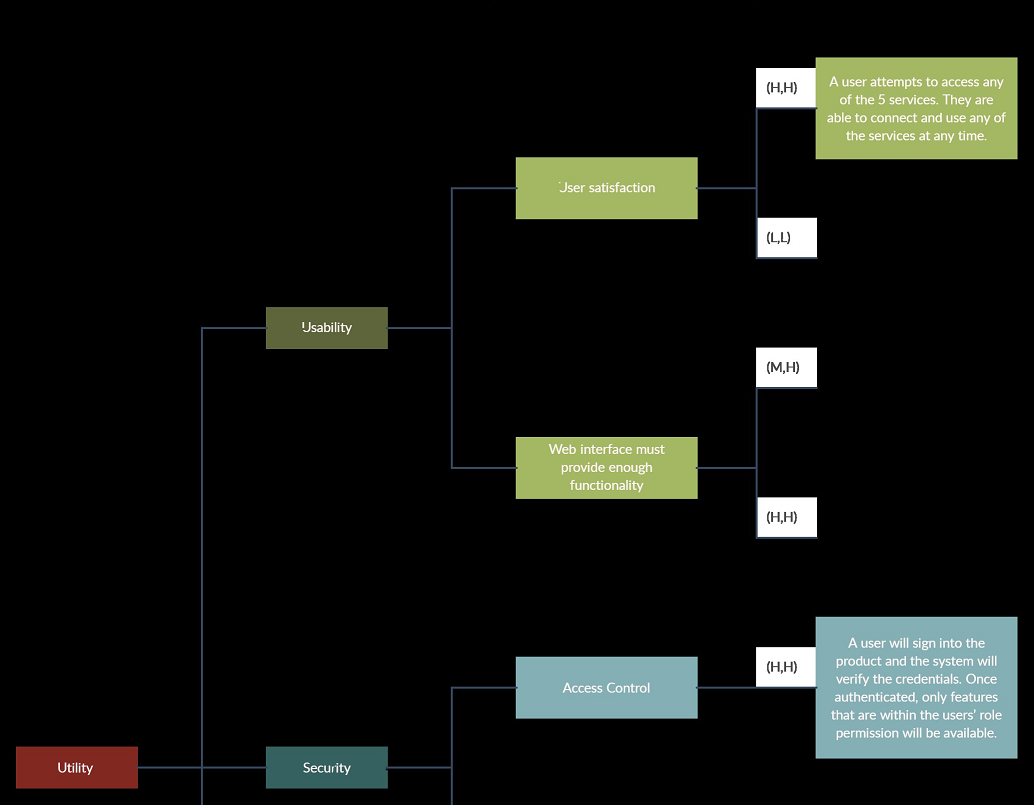 (H,H)
A user attempts to access any
of the 5 services. They are
able to connect and use any of
the services at any time.
User satisfaction
(L,L)
Usability
(M,H)
Web interface must
provide enough
functionality
(H,H)
Access Control
(H,H)
A user will sign into the
product and the system will
verify the credentials. Once
authenticated, only features
that are within the users' role
permission will be available.
Utility
Security